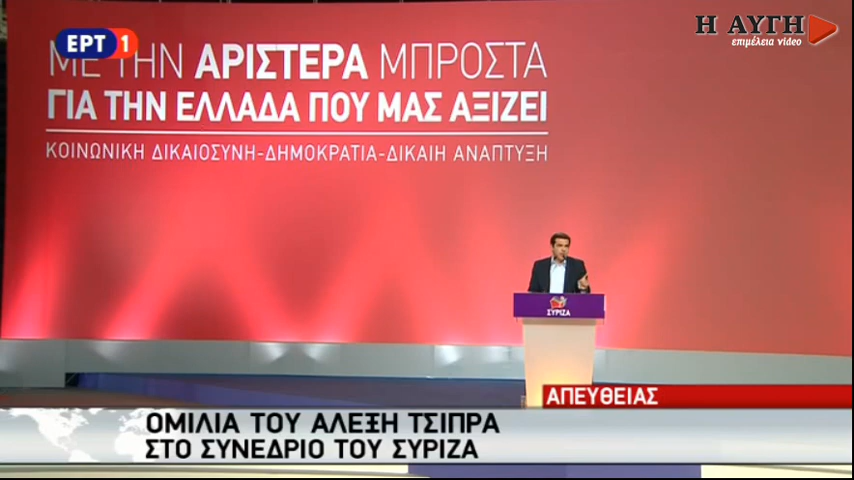 ΕΡΤ 1
Η ΑΥΓΗ
επιμέλεια video
ΜΕ ΤΗΝ ΑΡΙΣΤΕΡΑ ΜΠΡΟΣΤΑ
ΓΙΑ ΤΗΝ ΕΛΛΑΔΑ ΠΟΥ ΜΑΣ ΑΞΙΖΕΙ
ΚΟΙΝΩΝΙΚΗ ΔΙΚΑΙΟΣΥΝΗ-ΔΗΜΟΚΡΑΤΙΑ-ΔΙΚΑΙΗ ΑΝΑΠΤΥΞΗ
ΣΥΡΙΖΑ
ΑΠΕΥΘΕΙΑΣ
ΟΜΙΛΙΑ ΤΟΥ ΑΛΕΞΗ ΤΣΙΠΡΑ
ΣΤΟ ΣΥΝΕΔΡΙΟ ΤΟΥ ΣΥΡΙΖΑ